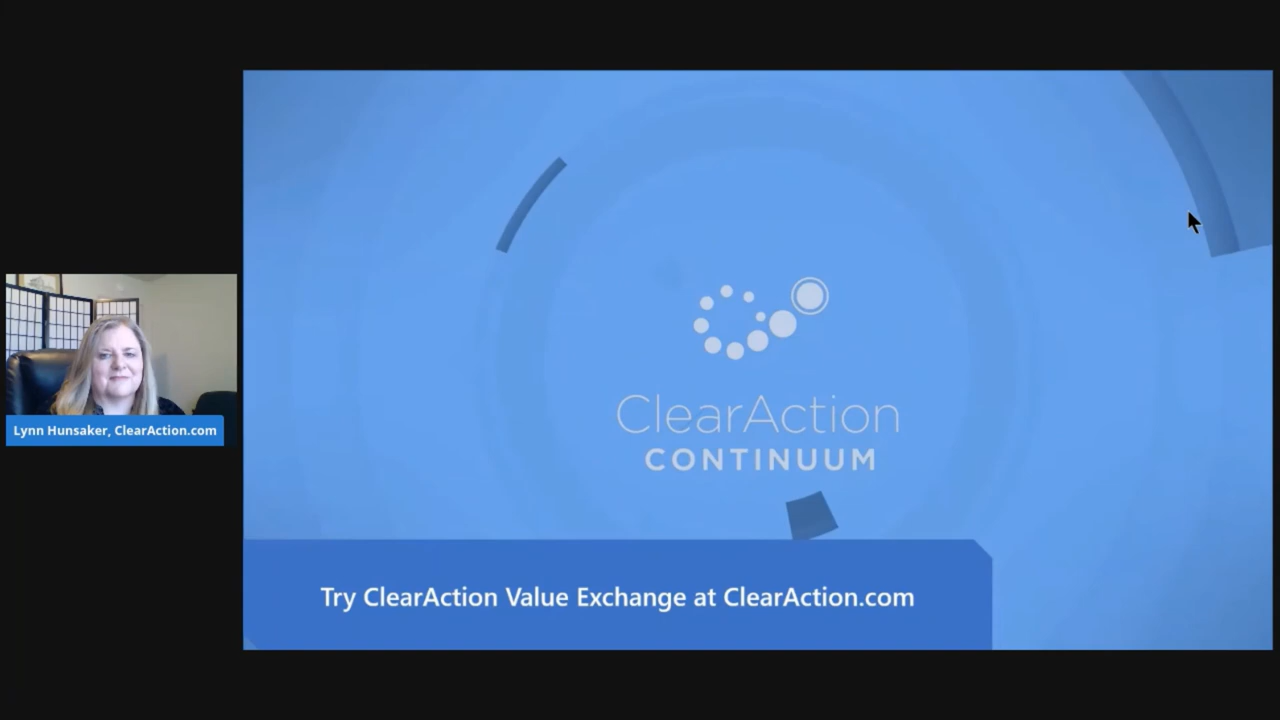 Lynn Hunsaker, ClearAction.com
ClearAction
CONTINUUM
Try ClearAction Value Exchange at ClearAction.com